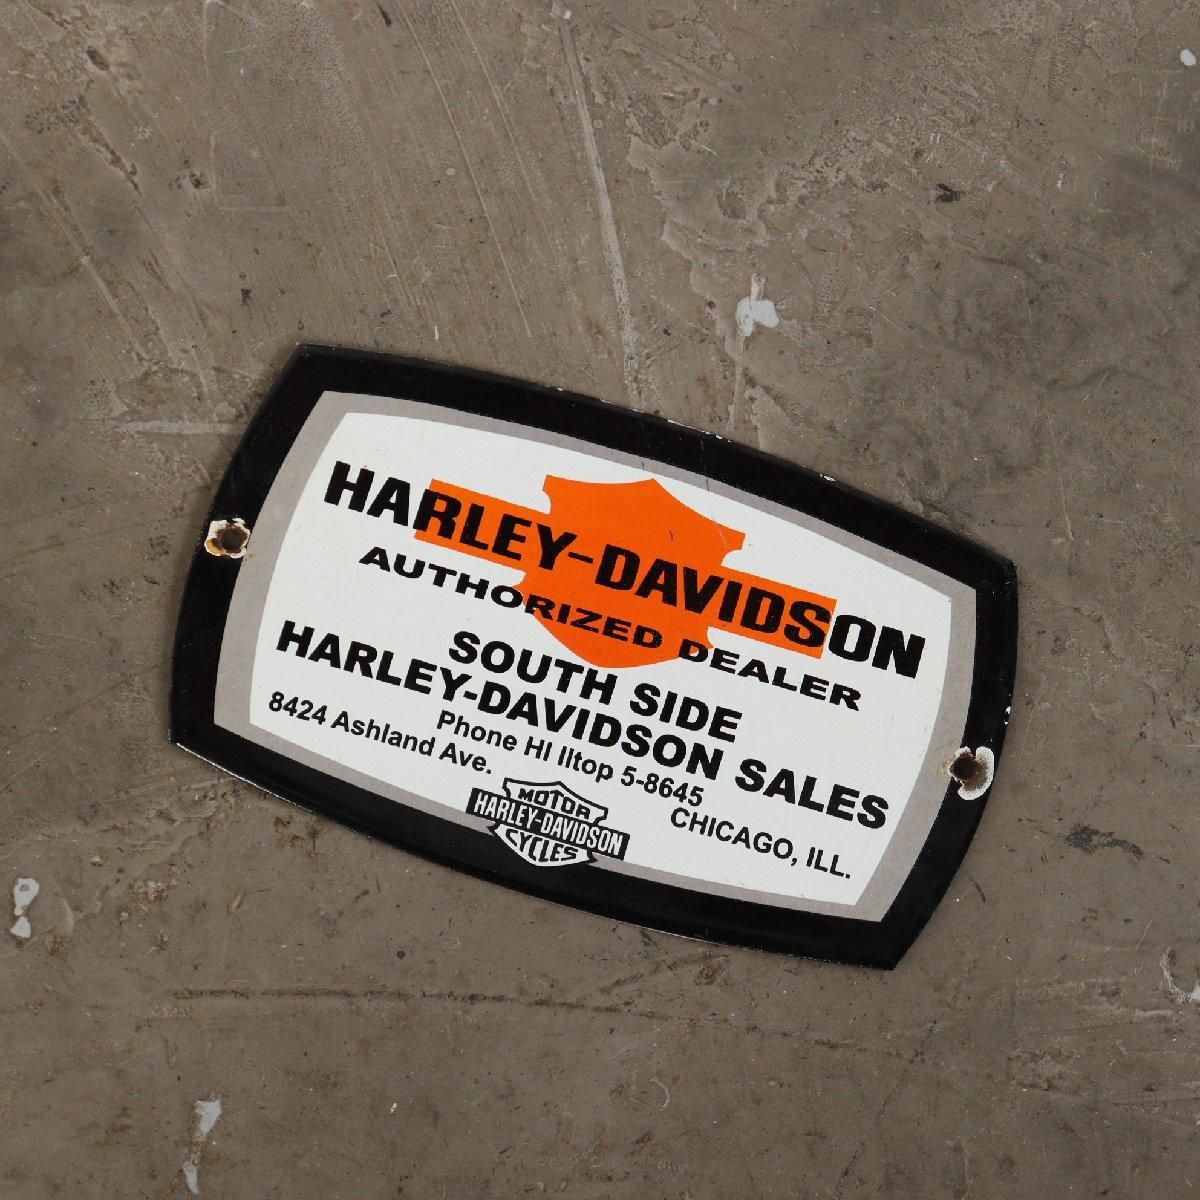 HARLEY-DAVIDSON
AUTHORIZED DEALER
SOUTH SIDE
HARLEY-DAVIDSON SALES
Phone HI lltop 5-8645
8424 Ashland Ave.
CHICAGO, ILL.
MOTOR
HARLEY-DAVIDSON
CYCLES